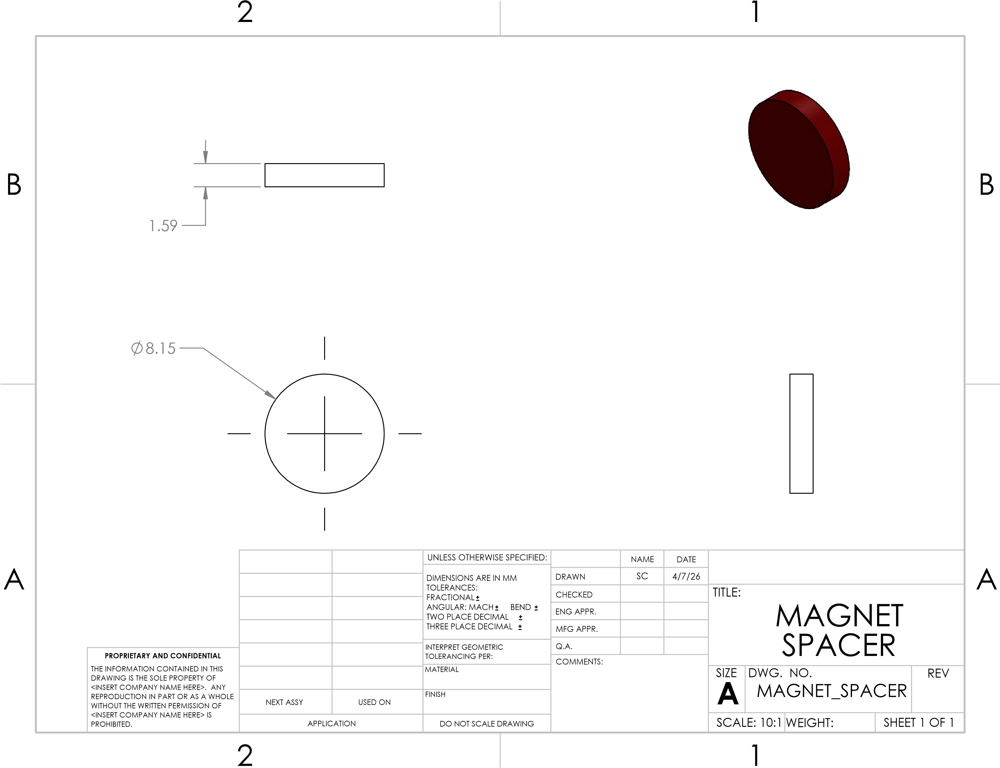 2
1
B
B
1.59
⌀8.15
A
A
UNLESS OTHERWISE SPECIFIED:
DIMENSIONS ARE IN MM
TOLERANCES:
FRACTIONAL±
ANGULAR: MACH± BEND ±
TWO PLACE DECIMAL ±
THREE PLACE DECIMAL ±
INTERPRET GEOMETRIC
TOLERANCING PER:
MATERIAL
FINISH
DO NOT SCALE DRAWING
NAME
DATE
DRAWN
SC
4/7/26
CHECKED
ENG APPR.
MFG APPR.
Q.A.
COMMENTS:
TITLE:
MAGNET
SPACER
SIZE
A
DWG. NO.
MAGNET_SPACER
REV
SCALE: 10:1
WEIGHT:
SHEET 1 OF 1
PROPRIETARY AND CONFIDENTIAL
THE INFORMATION CONTAINED IN THIS
DRAWING IS THE SOLE PROPERTY OF
<INSERT COMPANY NAME HERE>. ANY
REPRODUCTION IN PART OR AS A WHOLE
WITHOUT THE WRITTEN PERMISSION OF
<INSERT COMPANY NAME HERE> IS
PROHIBITED.
NEXT ASSY
USED ON
APPLICATION
2
1